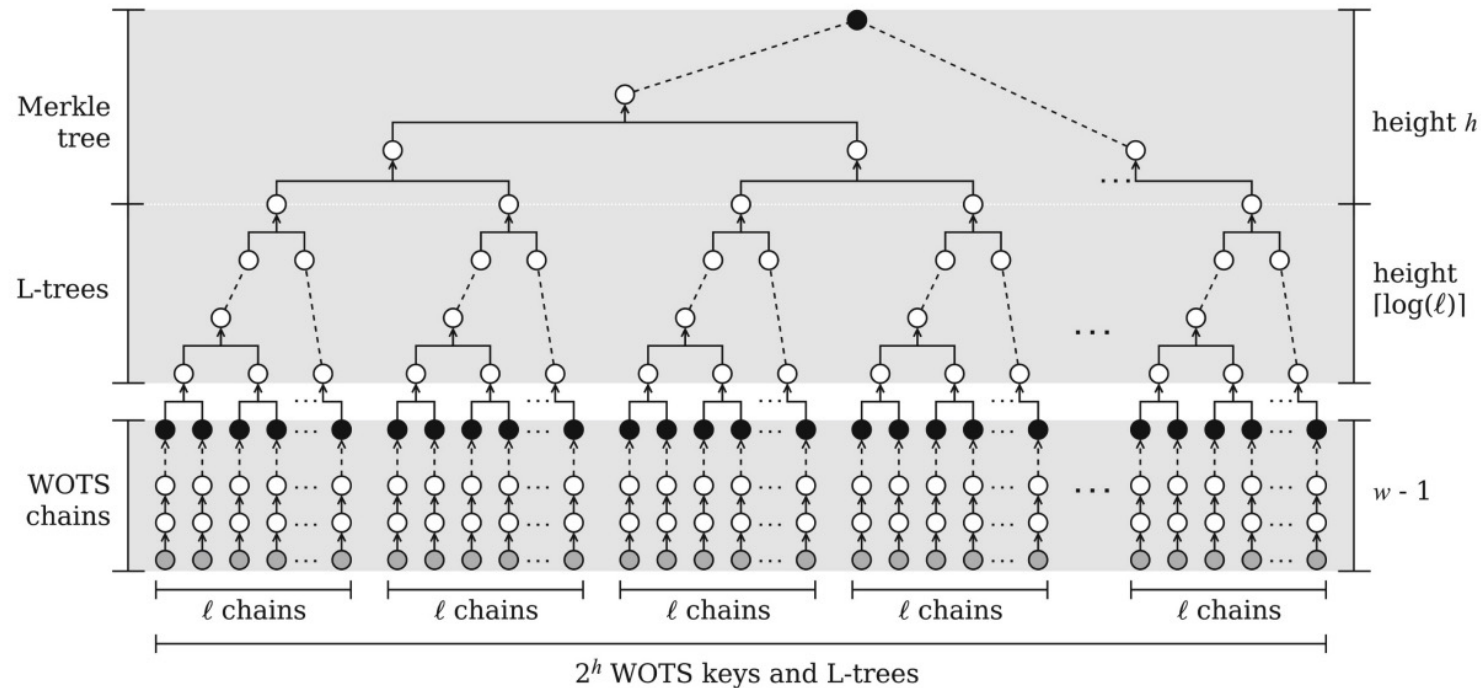 Merkle
tree
height h
L-trees
height
⌈log(ℓ)⌉
...
...
... ... ... ... ...
WOTS
chains
... ... ... ... ...
... ... ... ... ... ...
w - 1
... ... ... ... ...
... ... ... ... ...
ℓ chains ℓ chains ℓ chains ℓ chains ℓ chains
2^h WOTS keys and L-trees